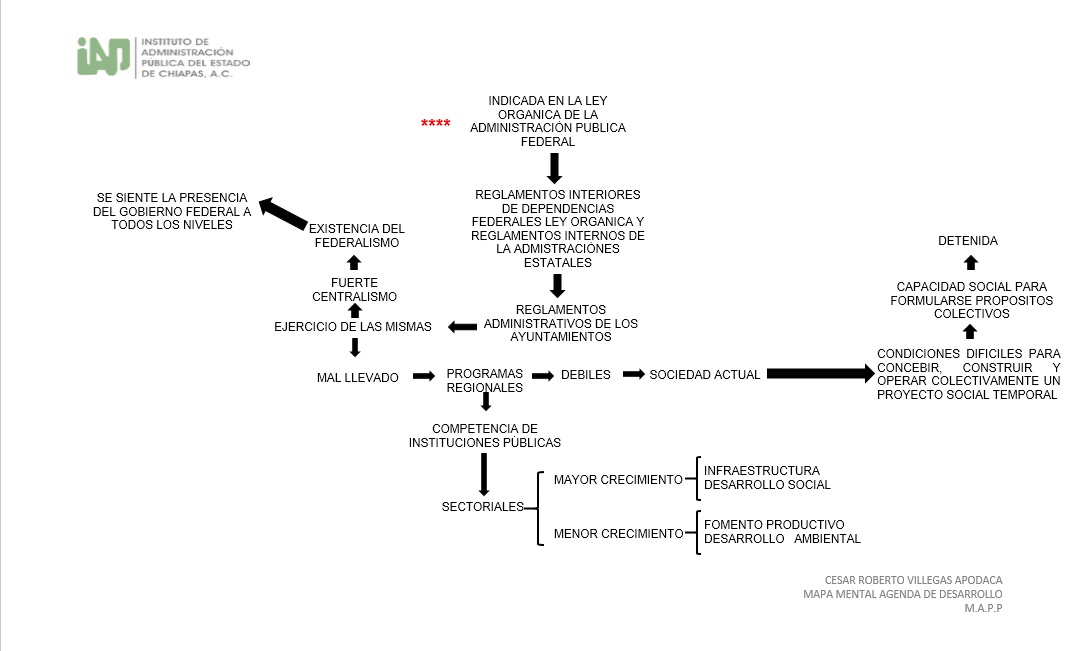 iAP
INSTITUTO DE
ADMINISTRACIÓN
PÚBLICA DEL ESTADO
DE CHIAPAS, A.C.
INDICADA EN LA LEY
ORGANICA DE LA
****
ADMINISTRACIÒN PUBLICA
FEDERAL
REGLAMENTOS INTERIORES
DE DEPENDENCIAS
FEDERALES LEY ORGANICA Y
REGLAMENTOS INTERNOS DE
LA ADMISTRACIÒNES
ESTATALES
REGLAMENTOS
ADMINISTRATIVOS DE LOS
AYUNTAMIENTOS
EJERCICIO DE LAS MISMAS
FUERTE
CENTRALISMO
EXISTENCIA DEL
FEDERALISMO
SE SIENTE LA PRESENCIA
DEL GOBIERNO FEDERAL A
TODOS LOS NIVELES
MAL LLEVADO
PROGRAMAS
REGIONALES
DEBILES
SOCIEDAD ACTUAL
CONDICIONES DIFICILES PARA
CONCEBIR, CONSTRUIR Y
OPERAR COLECTIVAMENTE UN
PROYECTO SOCIAL TEMPORAL
CAPACIDAD SOCIAL PARA
FORMULARSE PROPOSITOS
COLECTIVOS
DETENIDA
COMPETENCIA DE
INSTITUCIONES PÙBLICAS
SECTORIALES
MAYOR CRECIMIENTO
INFRAESTRUCTURA
DESARROLLO SOCIAL
MENOR CRECIMIENTO
FOMENTO PRODUCTIVO
DESARROLLO AMBIENTAL
CESAR ROBERTO VILLEGAS APODACA
MAPA MENTAL AGENDA DE DESARROLLO
M.A.P.P